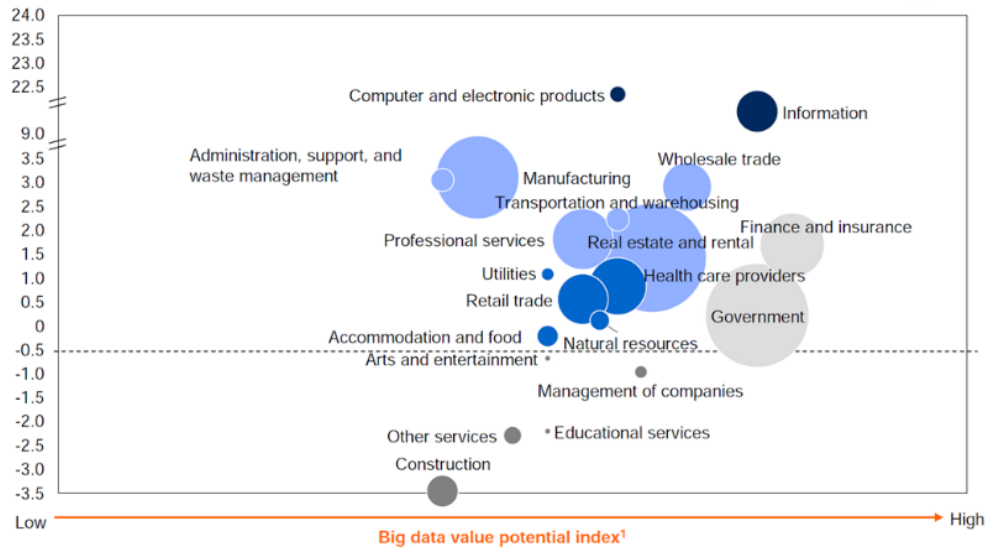 24.0
23.5
23.0
22.5
9.0
3.5
3.0
2.5
2.0
1.5
1.0
0.5
0
-0.5
-1.0
-1.5
-2.0
-2.5
-3.0
-3.5
Computer and electronic products
Information
Administration, support, and
waste management
Wholesale trade
Manufacturing
Transportation and warehousing
Finance and insurance
Professional services
Real estate and rental
Utilities
Health care providers
Retail trade
Government
Accommodation and food
Natural resources
Arts and entertainment
Management of companies
Other services
Educational services
Construction
Low
High
Big data value potential index¹